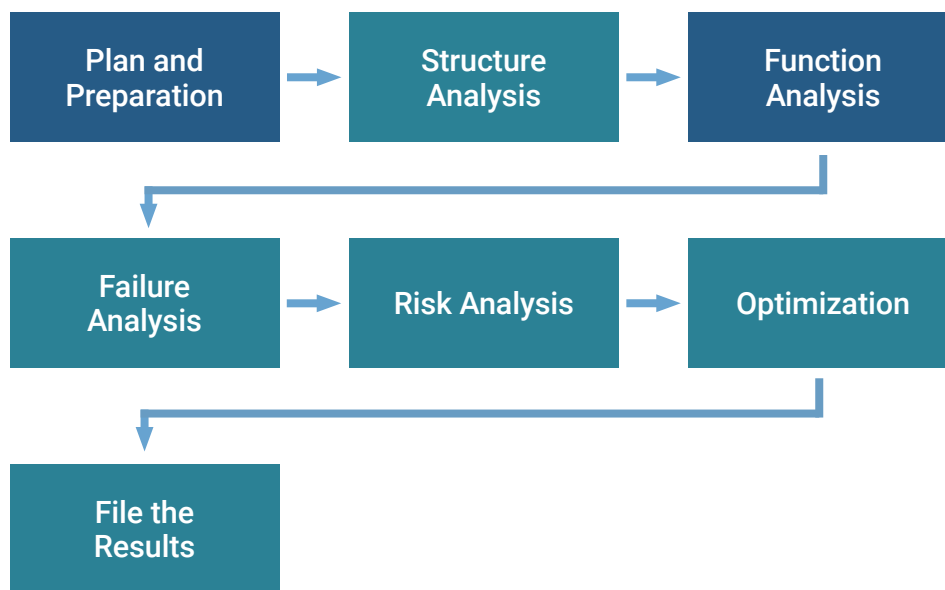 Plan and
Preparation
Structure
Analysis
Function
Analysis
Failure
Analysis
Risk Analysis
Optimization
File the
Results